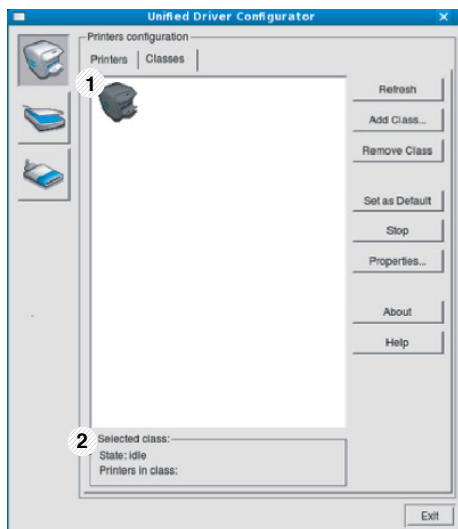 Unified Driver Configurator
Printers configuration
Printers
Classes
1
Refresh
Add Class...
Remove Class
Set as Default
Stop
Properties...
About
Help
2
Selected class:
State: idle
Printers in class:
Exit